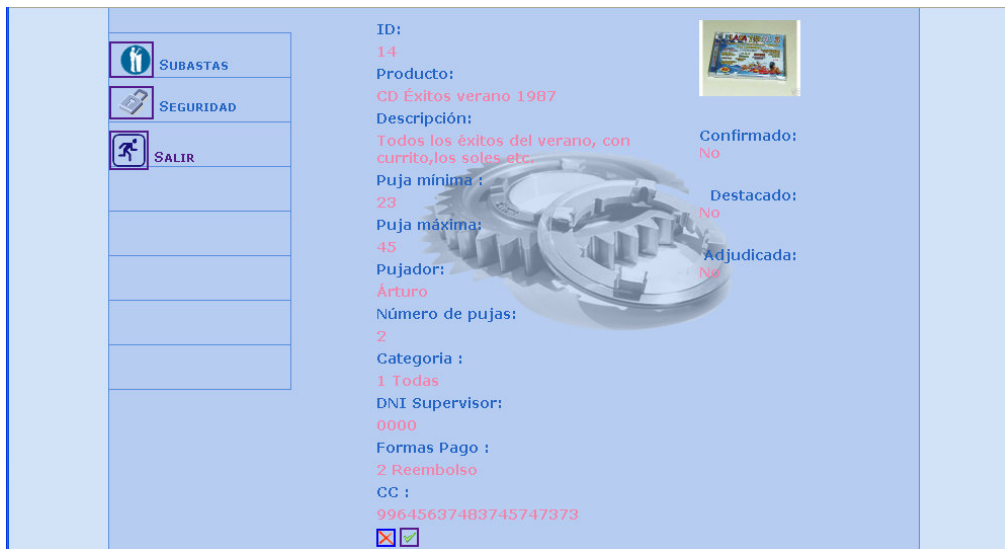 SUBASTAS
SEGURIDAD
SALIR
ID:
14
Producto:
CD Éxitos verano 1987
Descripción:
Todos los éxitos del verano, con
currito,los soles etc.
Puja mínima :
23
Puja máxima:
45
Pujador:
Árturo
Número de pujas:
2
Categoria :
1 Todas
DNI Supervisor:
0000
Formas Pago :
2 Reembolso
CC :
99645637483745747373
Confirmado:
No
Destacado:
No
Adjudicada:
No